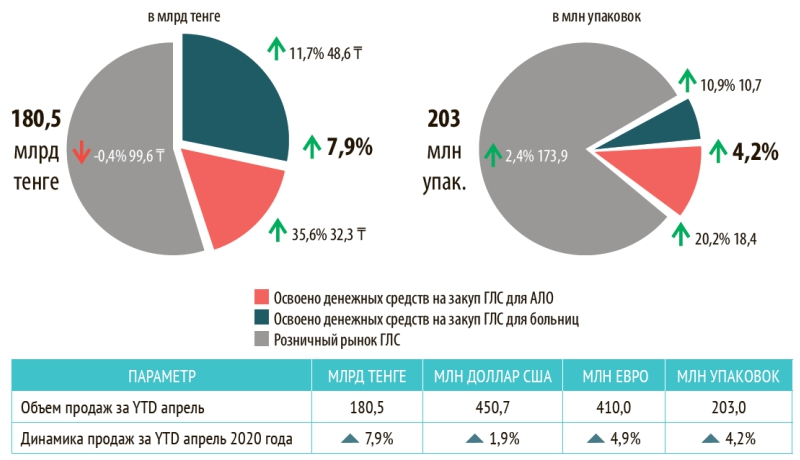 в млрд тенге
11,7% 48,6 ₸
180,5
млрд
тенге
-0,4% 99,6 ₸
7,9%
35,6% 32,3 ₸
в млн упаковок
10,9% 10,7
203
млн
упак.
2,4% 173,9
4,2%
20,2% 18,4
Освоено денежных средств на закуп ГЛС для АЛО
Освоено денежных средств на закуп ГЛС для больниц
Розничный рынок ГЛС
ПАРАМЕТР МЛРД ТЕНГЕ МЛН ДОЛЛАР США МЛН ЕВРО МЛН УПАКОВОК
Объем продаж за YTD апрель 180,5 450,7 410,0 203,0
Динамика продаж за YTD апрель 2020 года 7,9% 1,9% 4,9% 4,2%